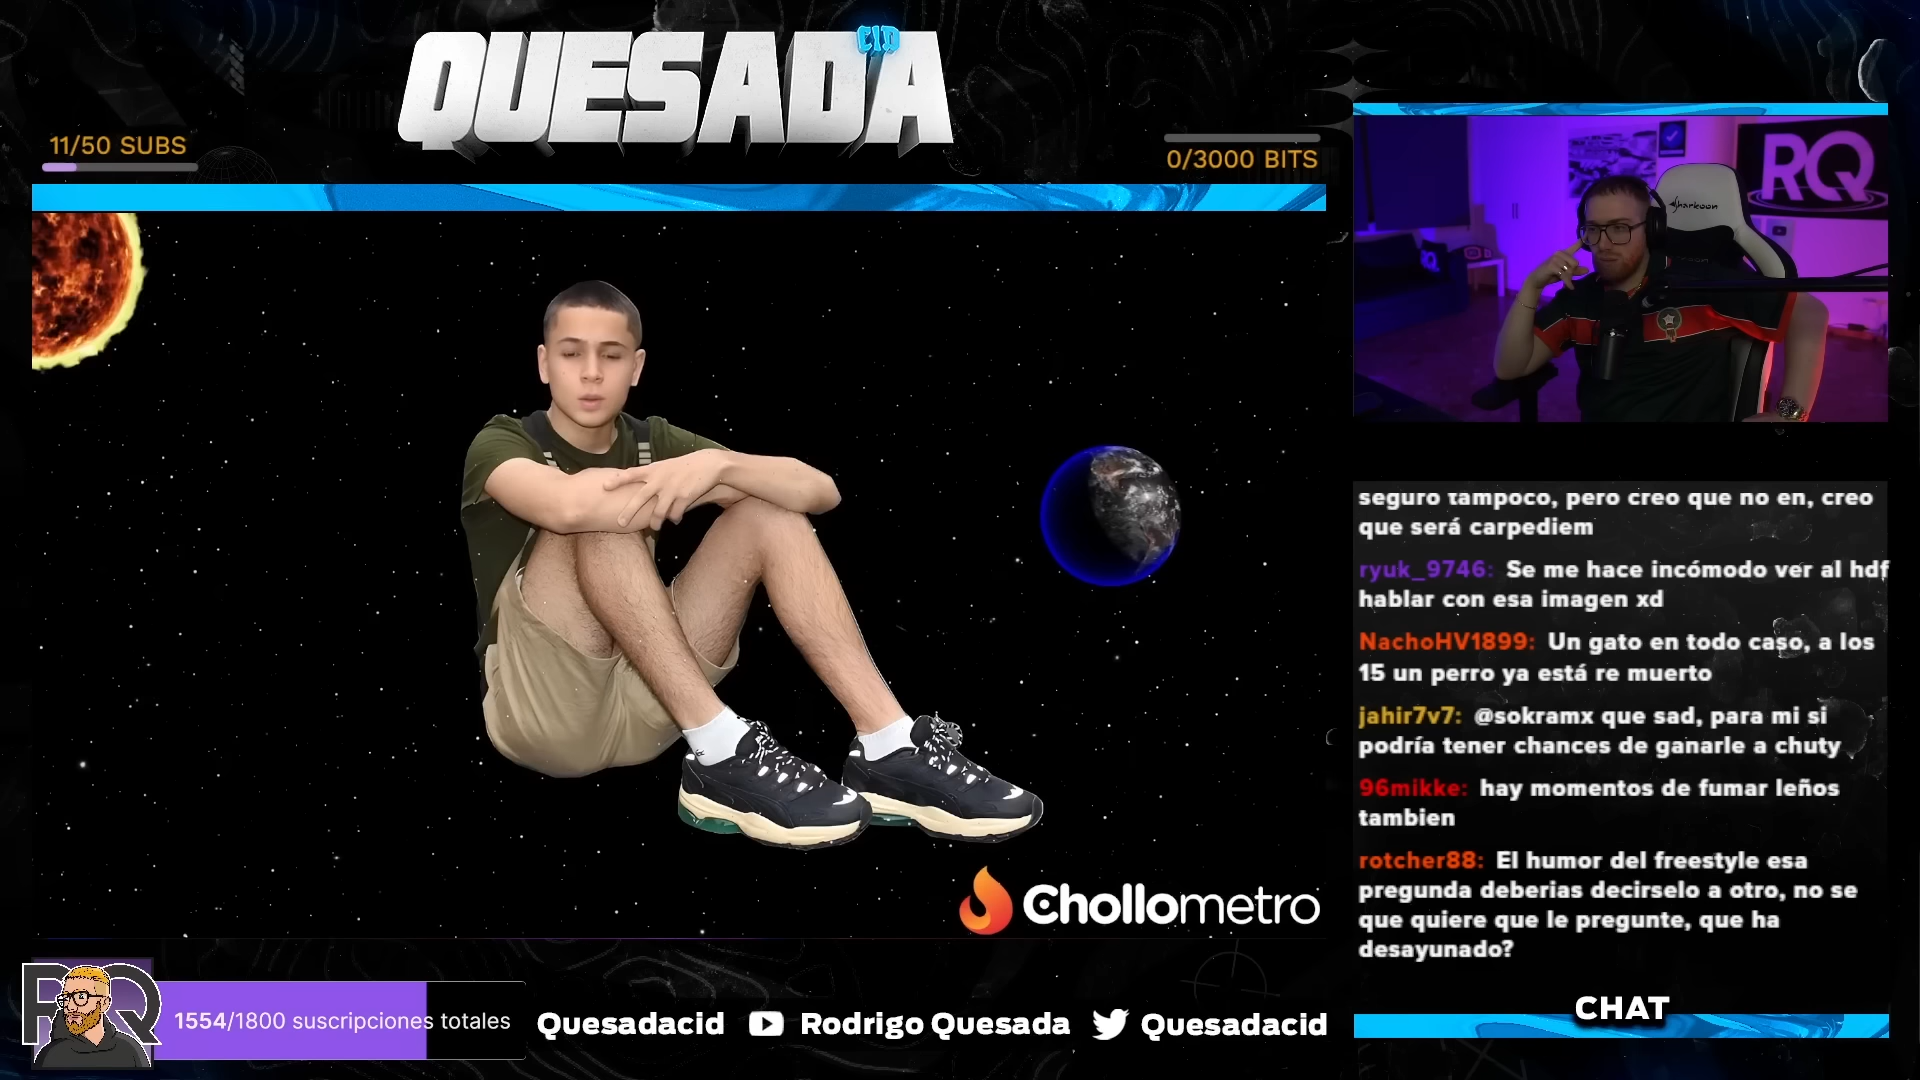 QUESADA
CID
11/50 SUBS
0/3000 BITS
RQ
Sharkoon
RQ
seguro tampoco, pero creo que no en, creo
que será carpediem
ryuk_9746: Se me hace incómodo ver al hdf
hablar con esa imagen xd
NachoHV1899: Un gato en todo caso, a los
15 un perro ya está re muerto
jahir7v7: @sokramx que sad, para mi si
podría tener chances de ganarle a chuty
96mikke: hay momentos de fumar leños
tambien
rotcher88: El humor del freestyle esa
pregunda deberias decirselo a otro, no se
que quiere que le pregunte, que ha
desayunado?
Chollometro
RQ
1554/1800 suscripciones totales
Quesadacid
Rodrigo Quesada
Quesadacid
CHAT